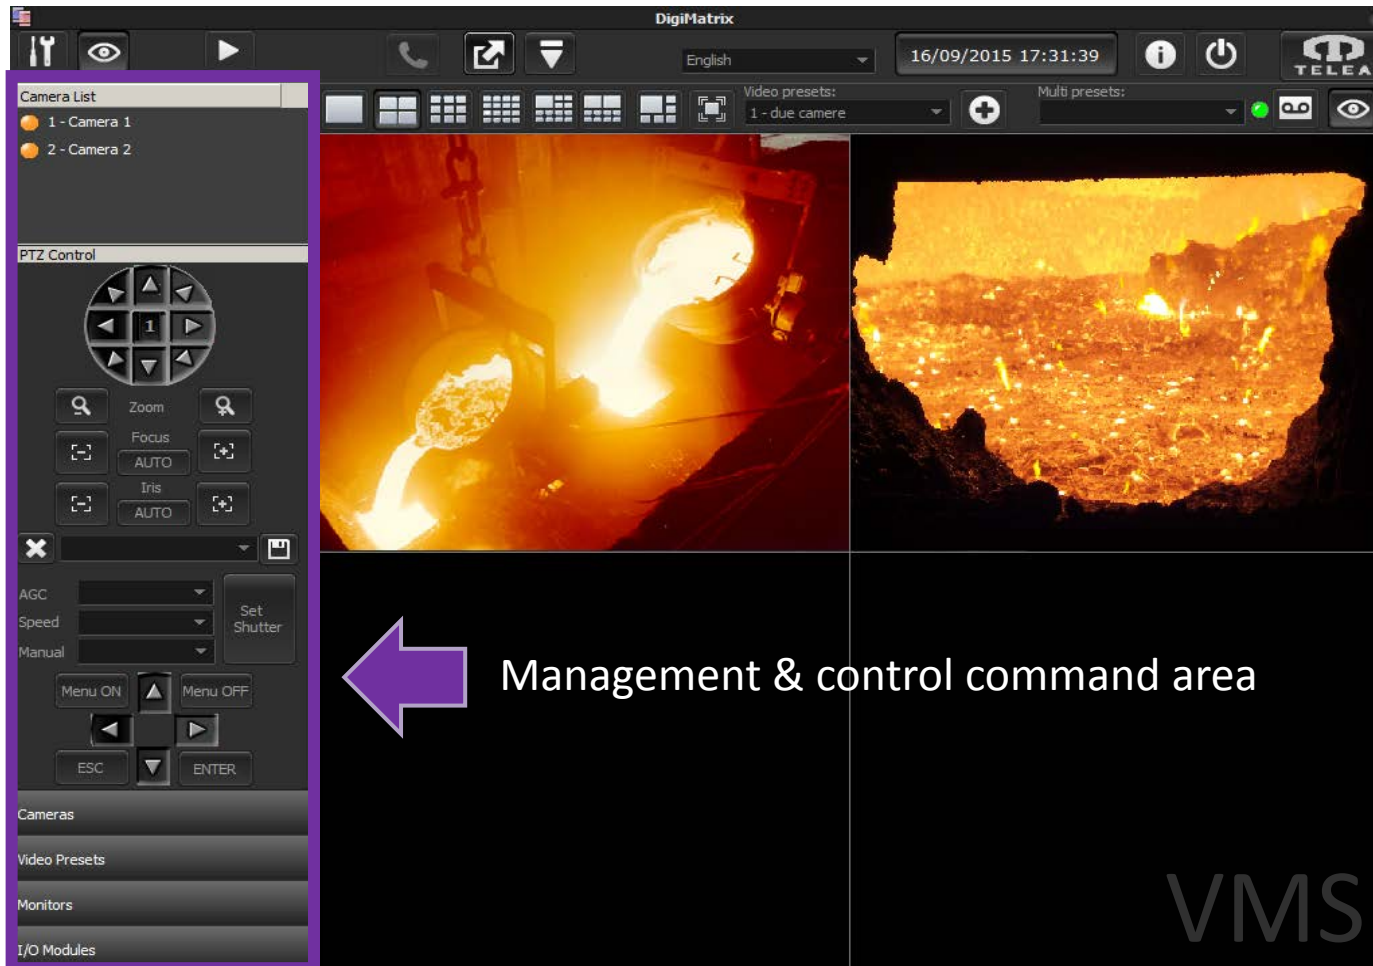 DigiMatrix
English
16/09/2015 17:31:39
TELEA
Camera List
1 - Camera 1
2 - Camera 2
Video presets:
1 - due camere
Multi presets:
PTZ Control
1
Zoom
Focus
AUTO
Iris
AUTO
AGC
Speed
Manual
Set
Shutter
Menu ON
Menu OFF
ESC
ENTER
Cameras
Video Presets
Monitors
I/O Modules
Management & control command area
VMS